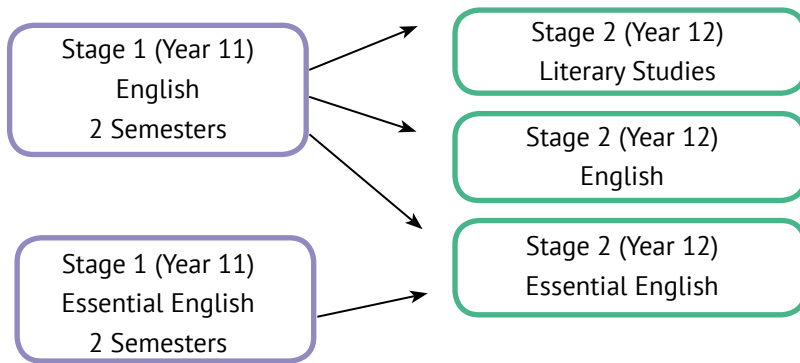 Stage 1 (Year 11)
English
2 Semesters
Stage 1 (Year 11)
Essential English
2 Semesters
Stage 2 (Year 12)
Literary Studies
Stage 2 (Year 12)
English
Stage 2 (Year 12)
Essential English